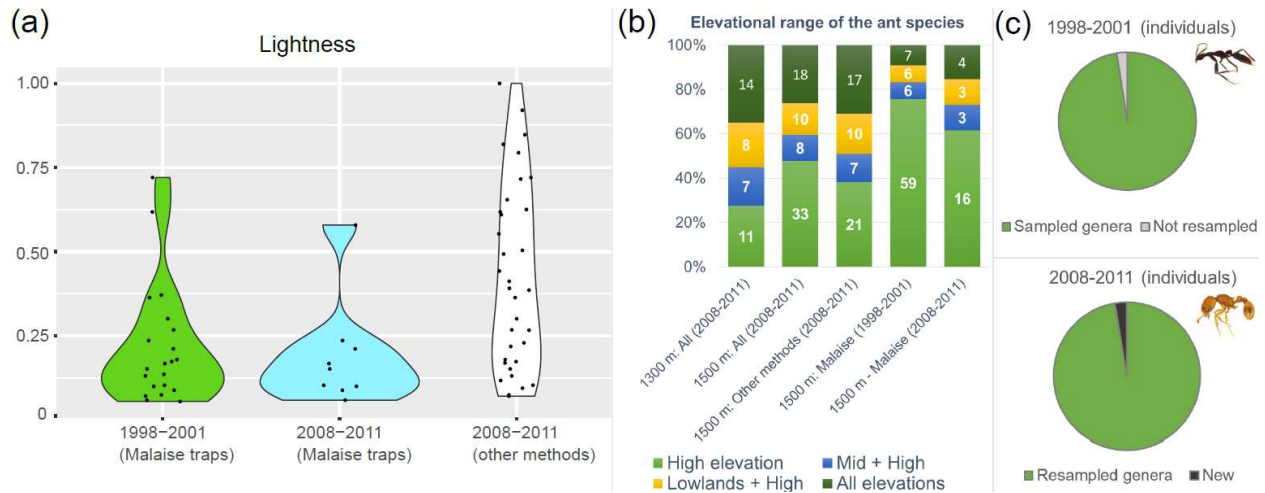 (a)
Lightness
1.00
0.75
0.50
0.25
0
1998−2001
(Malaise traps)
2008−2011
(Malaise traps)
2008−2011
(other methods)
(b)
Elevational range of the ant species
100%
80%
60%
40%
20%
0%
14
8
7
11
18
10
8
33
17
10
7
21
7
6
6
59
4
3
3
16
1300 m: All (2008-2011)
1500 m: All (2008-2011)
1500 m: Other methods (2008-2011)
1500 m: Malaise (1998-2001)
1500 m - Malaise (2008-2011)
High elevation
Mid + High
Lowlands + High
All elevations
(c)
1998-2001 (individuals)
Sampled genera
Not resampled
2008-2011 (individuals)
Resampled genera
New